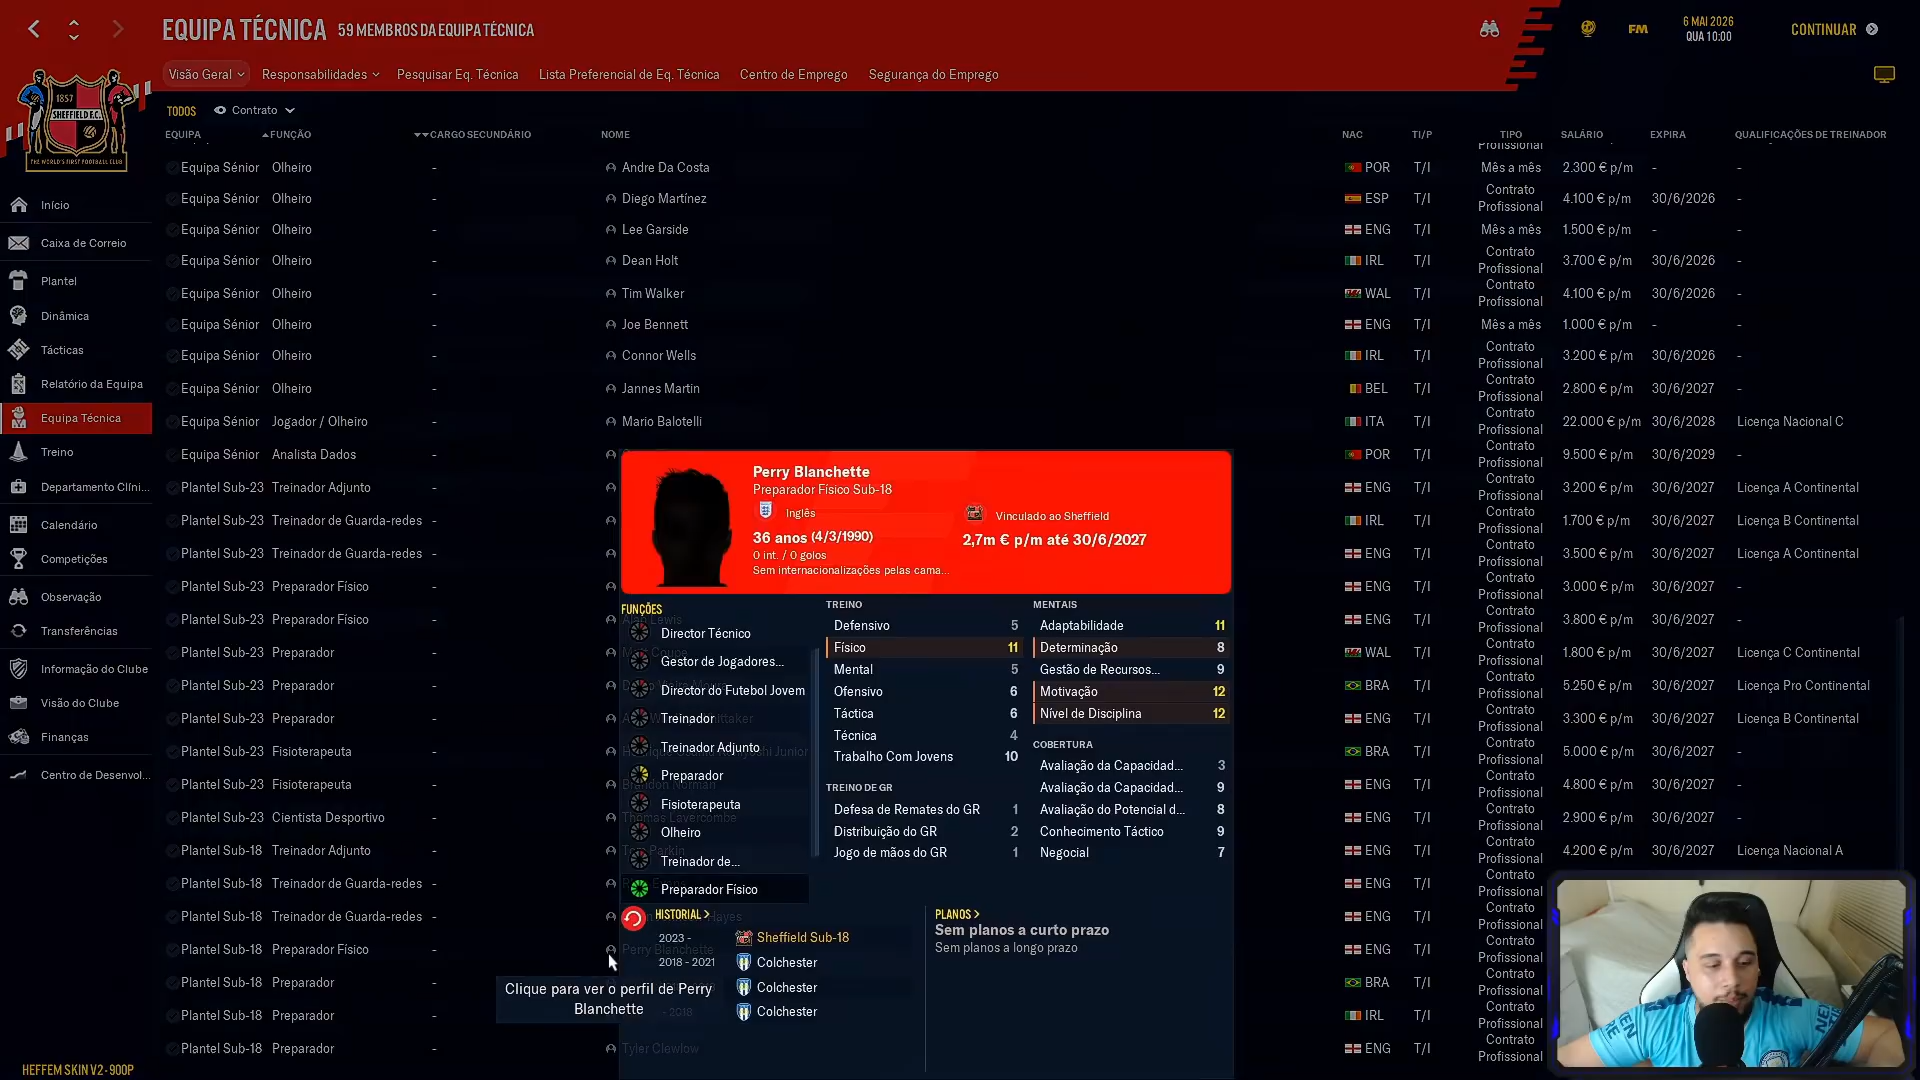 EQUIPA TÉCNICA 59 MEMBROS DA EQUIPA TÉCNICA
FM
6 MAI 2026
QUA 10:00
CONTINUAR
Visão Geral Responsabilidades Pesquisar Eq. Técnica Lista Preferencial de Eq. Técnica Centro de Emprego Segurança do Emprego
1857
SHEFFIELD F.C.
THE WORLD'S FIRST FOOTBALL CLUB
Início
Caixa de Correio
Plantel
Dinâmica
Tácticas
Relatório da Equipa
Equipa Técnica
Treino
Departamento Clíni...
Calendário
Competições
Observação
Transferências
Informação do Clube
Visão do Clube
Finanças
Centro de Desenvol...
HEFFEM SKIN V2 - 900P
TODOS Contrato
EQUIPA FUNÇÃO CARGO SECUNDÁRIO NOME NAC TI/P TIPO SALÁRIO EXPIRA QUALIFICAÇÕES DE TREINADOR
Profissional
Equipa Sénior Olheiro - Andre Da Costa POR T/I Mês a mês 2.300 € p/m - -
Equipa Sénior Olheiro - Diego Martínez ESP T/I Contrato Profissional 4.100 € p/m 30/6/2026 -
Equipa Sénior Olheiro - Lee Garside ENG T/I Mês a mês 1.500 € p/m - -
Equipa Sénior Olheiro - Dean Holt IRL T/I Contrato Profissional 3.700 € p/m 30/6/2026 -
Equipa Sénior Olheiro - Tim Walker WAL T/I Contrato Profissional 4.100 € p/m 30/6/2026 -
Equipa Sénior Olheiro - Joe Bennett ENG T/I Mês a mês 1.000 € p/m - -
Equipa Sénior Olheiro - Connor Wells IRL T/I Contrato Profissional 3.200 € p/m 30/6/2026 -
Equipa Sénior Olheiro - Jannes Martin BEL T/I Contrato Profissional 2.800 € p/m 30/6/2027 -
Equipa Sénior Jogador / Olheiro - Mario Balotelli ITA T/I Contrato Profissional 22.000 € p/m 30/6/2028 Licença Nacional C
Equipa Sénior Analista Dados - POR T/I Contrato Profissional 9.500 € p/m 30/6/2029 -
Plantel Sub-23 Treinador Adjunto - ENG T/I Contrato Profissional 3.200 € p/m 30/6/2027 Licença A Continental
Plantel Sub-23 Treinador de Guarda-redes - IRL T/I Contrato Profissional 1.700 € p/m 30/6/2027 Licença B Continental
Plantel Sub-23 Treinador de Guarda-redes - ENG T/I Contrato Profissional 3.500 € p/m 30/6/2027 Licença A Continental
Plantel Sub-23 Preparador Físico - ENG T/I Contrato Profissional 3.000 € p/m 30/6/2027 -
Plantel Sub-23 Preparador Físico - ENG T/I Contrato Profissional 3.800 € p/m 30/6/2027 -
Plantel Sub-23 Preparador - WAL T/I Contrato Profissional 1.800 € p/m 30/6/2027 Licença C Continental
Plantel Sub-23 Preparador - BRA T/I Contrato Profissional 5.250 € p/m 30/6/2027 Licença Pro Continental
Plantel Sub-23 Preparador - ENG T/I Contrato Profissional 3.300 € p/m 30/6/2027 Licença B Continental
Plantel Sub-23 Fisioterapeuta - BRA T/I Contrato Profissional 5.000 € p/m 30/6/2027 -
Plantel Sub-23 Fisioterapeuta - ENG T/I Contrato Profissional 4.800 € p/m 30/6/2027 -
Plantel Sub-23 Cientista Desportivo - ENG T/I Contrato Profissional 2.900 € p/m 30/6/2027 -
Plantel Sub-18 Treinador Adjunto - ENG T/I Contrato Profissional 4.200 € p/m 30/6/2027 Licença Nacional A
Plantel Sub-18 Treinador de Guarda-redes - ENG T/I Contrato Profissional
Plantel Sub-18 Treinador de Guarda-redes - ENG T/I Contrato Profissional
Plantel Sub-18 Preparador Físico - Perry Blanchette ENG T/I Contrato Profissional
Plantel Sub-18 Preparador - BRA T/I Contrato Profissional
Plantel Sub-18 Preparador - IRL T/I Contrato Profissional
Plantel Sub-18 Preparador - Tyler Clewlow ENG T/I Contrato Profissional
Perry Blanchette
Preparador Físico Sub-18
Inglês
36 anos (4/3/1990)
0 int. / 0 golos
Sem internacionalizações pelas cama...
Vinculado ao Sheffield
2,7m € p/m até 30/6/2027
FUNÇÕES
Director Técnico
Gestor de Jogadores...
Director do Futebol Jovem
Treinador
Treinador Adjunto
Preparador
Fisioterapeuta
Olheiro
Treinador de...
Preparador Físico
TREINO
Defensivo 5
Físico 11
Mental 5
Ofensivo 6
Táctica 6
Técnica 4
Trabalho Com Jovens 10
TREINO DE GR
Defesa de Remates do GR 1
Distribuição do GR 2
Jogo de mãos do GR 1
MENTAIS
Adaptabilidade 11
Determinação 8
Gestão de Recursos... 9
Motivação 12
Nível de Disciplina 12
COBERTURA
Avaliação da Capacidad... 3
Avaliação da Capacidad... 9
Avaliação do Potencial d... 8
Conhecimento Táctico 9
Negocial 7
HISTORIAL >
2023 - Sheffield Sub-18
2018 - 2021 Colchester
Colchester
- 2018 Colchester
PLANOS >
Sem planos a curto prazo
Sem planos a longo prazo
Clique para ver o perfil de Perry
Blanchette